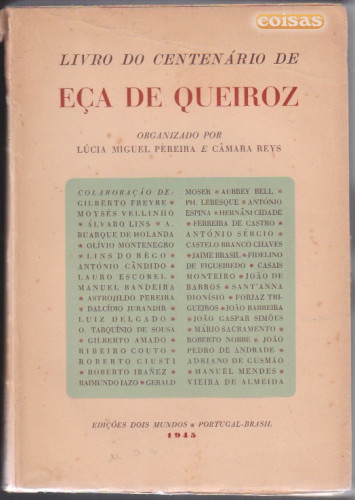 coisas
LIVRO DO CENTENÁRIO DE
EÇA DE QUEIROZ
ORGANIZADO POR
LÚCIA MIGUEL PEREIRA E CÂMARA REYS
COLABORAÇÃO DE:
GILBERTO FREYRE
MOYSÉS VELLINHO
ÁLVARO LINS * A.
BUARQUE DE HOLANDA
OLÍVIO MONTENEGRO
LINS DO RÊGO
ANTÓNIO CÂNDIDO
LAURO ESCOREL
MANUEL BANDEIRA
ASTROJILDO PEREIRA
DALCÍDIO JURANDIR
LUIZ DELGADO
O. TARQUÍNIO DE SOUSA
GILBERTO AMADO
RIBEIRO COUTO
ROBERTO GIUSTI
ROBERTO IBAÑEZ
RAIMUNDO LAZO * GERALD
MOSER * AUBREY BELL
PH. LEBESQUE * ANTÓNIO
ESPINA * HERNÂNI CIDADE
FERREIRA DE CASTRO
ANTÓNIO SÉRGIO
CASTELO BRANCO CHAVES
JAIME BRASIL * FIDELINO
DE FIGUEIREDO * CASAIS
MONTEIRO * JOÃO DE
BARROS * SANT'ANNA
DIONÍSIO * FORJAZ TRI-
GUEIROS * JOÃO BARREIRA
JOÃO GASPAR SIMÕES
MÁRIO SACRAMENTO
ROBERTO NOBRE * JOÃO
PEDRO DE ANDRADE
ADRIANO DE GUSMÃO
MANUEL MENDES
VIEIRA DE ALMEIDA
EDIÇÕES DOIS MUNDOS * PORTUGAL-BRASIL
1945